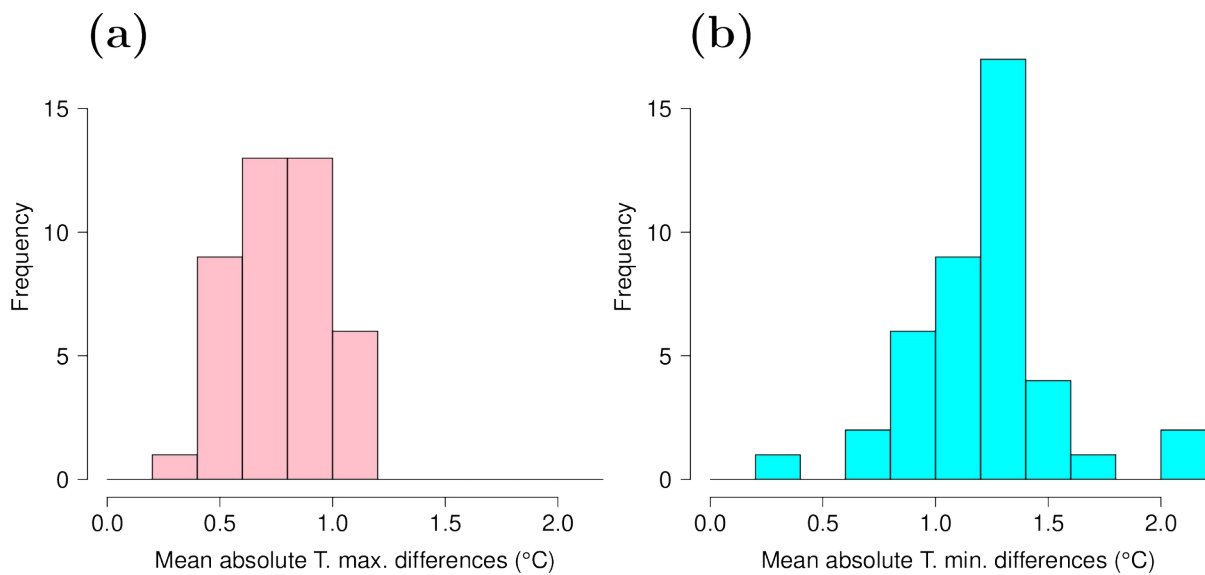 (a)
Frequency
15
10
5
0
0.0 0.5 1.0 1.5 2.0
Mean absolute T. max. differences (°C)
(b)
Frequency
15
10
5
0
0.0 0.5 1.0 1.5 2.0
Mean absolute T. min. differences (°C)